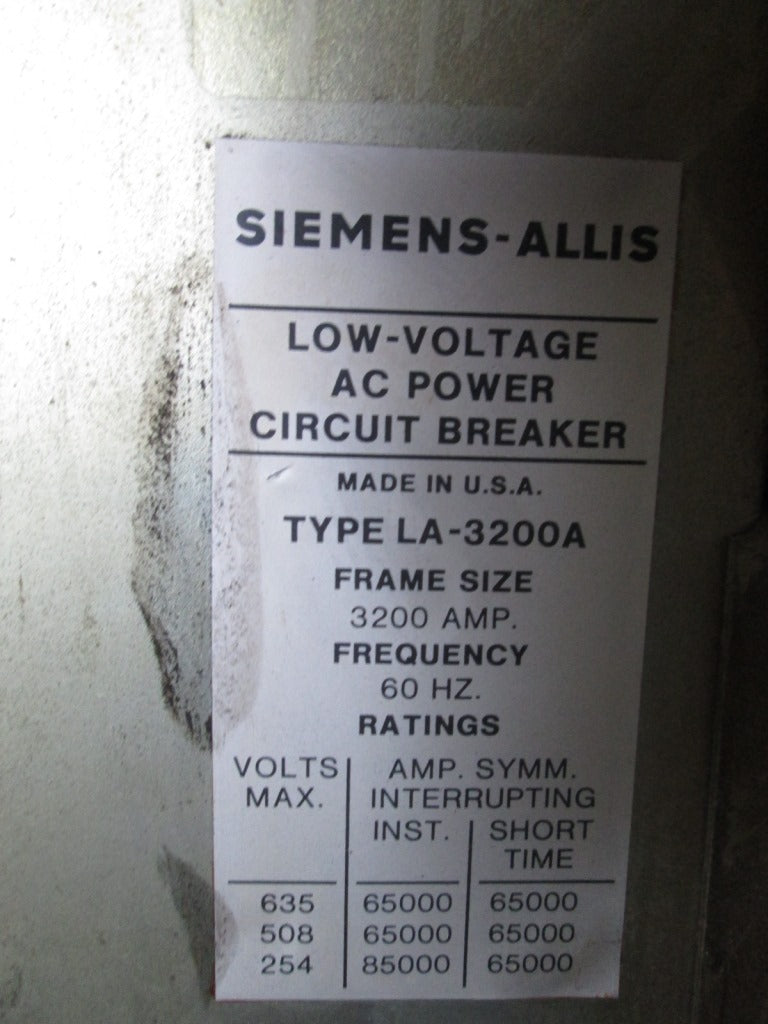 SIEMENS-ALLIS
LOW-VOLTAGE
AC POWER
CIRCUIT BREAKER
MADE IN U.S.A.
TYPE LA-3200A
FRAME SIZE
3200 AMP.
FREQUENCY
60 HZ.
RATINGS
VOLTS AMP. SYMM.
MAX. INTERRUPTING
INST. SHORT
TIME
635 65000 65000
508 65000 65000
254 85000 65000